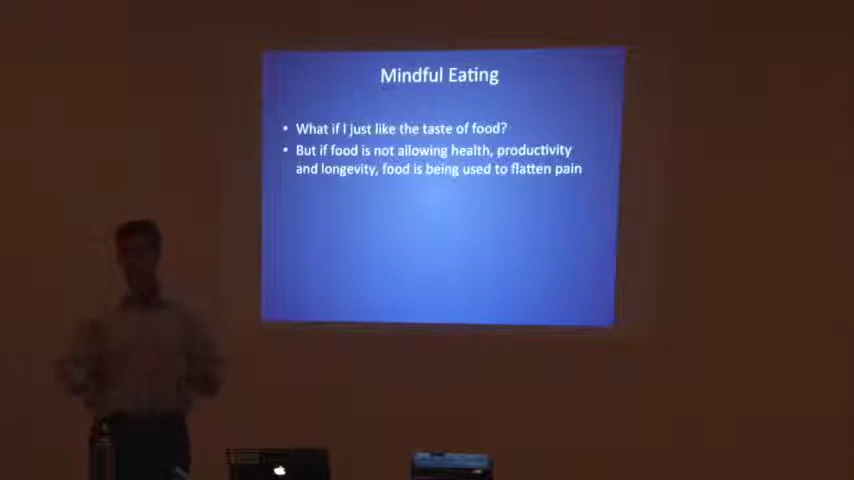 Mindful Eating
• What if I just like the taste of food?
• But if food is not allowing health, productivity
and longevity, food is being used to flatten pain